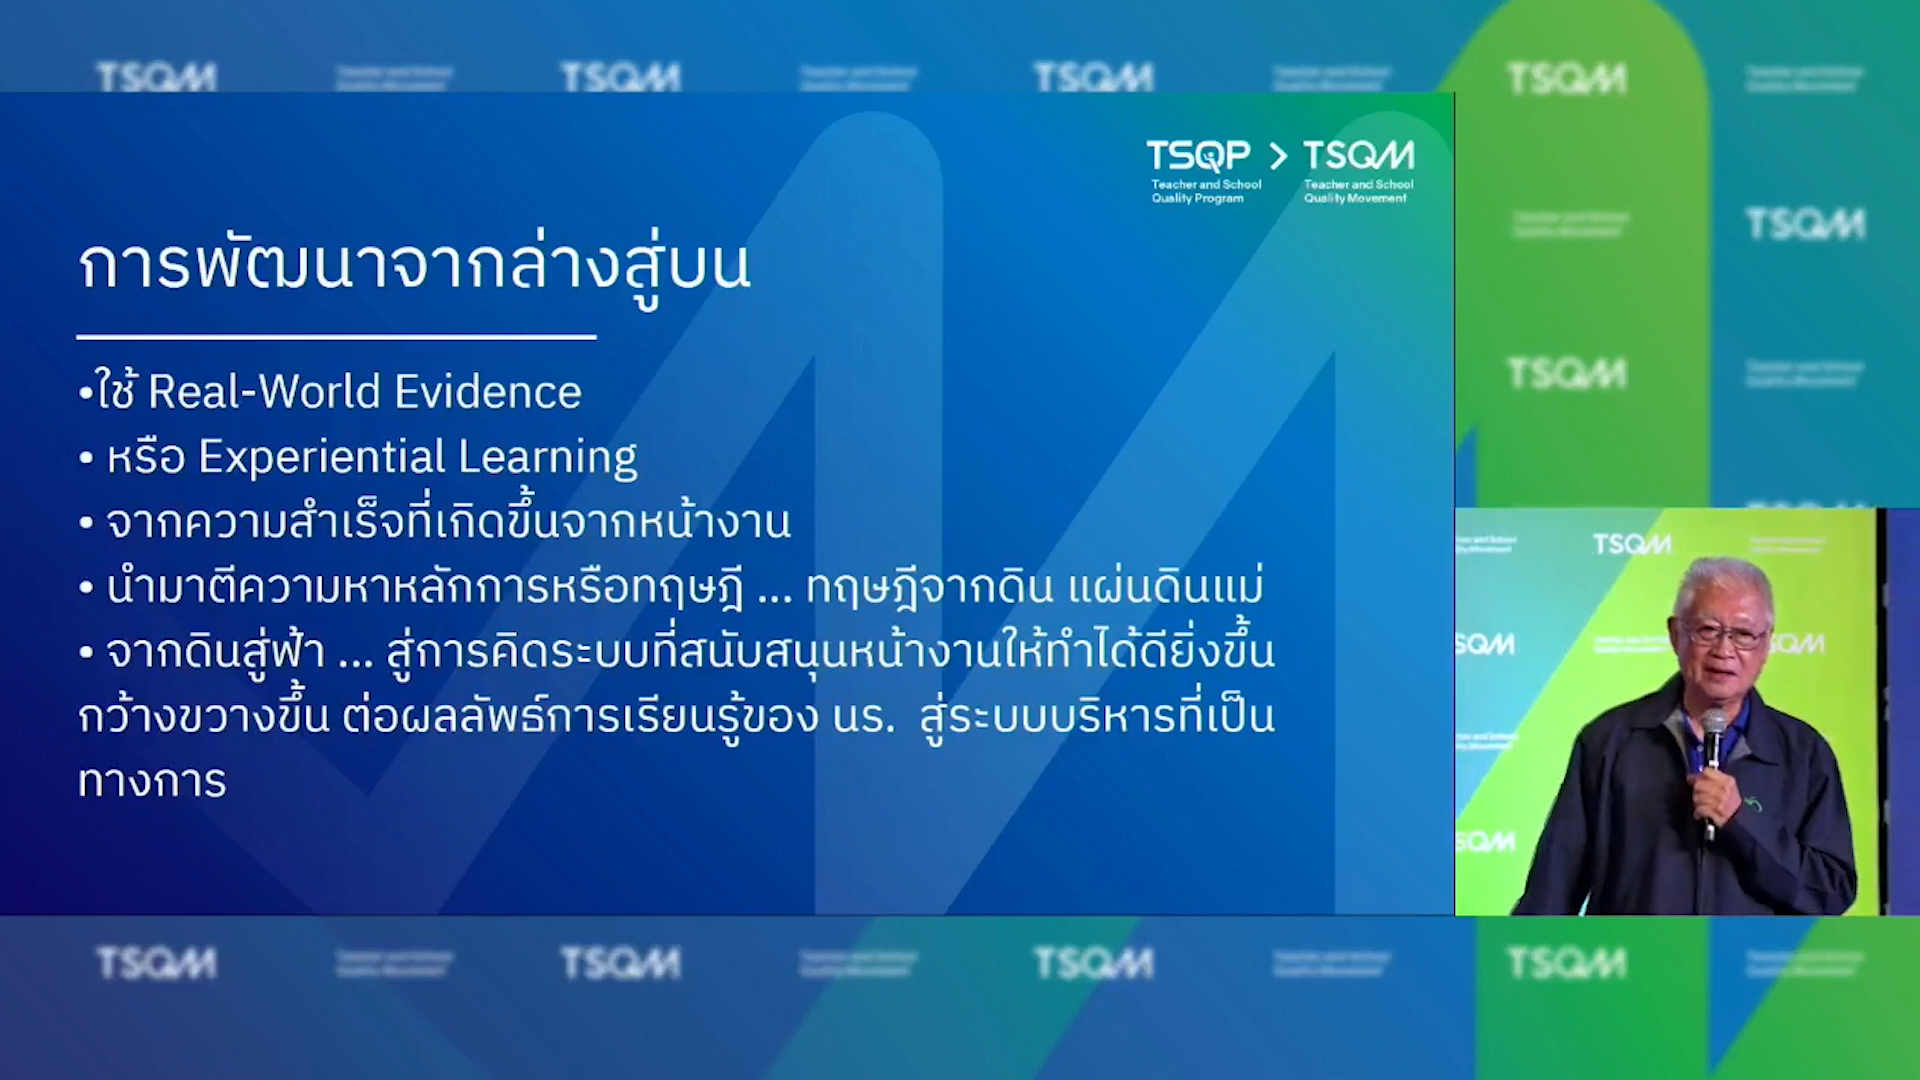 TSQM TSQM TSQM TSQM
TSQP > TSQM
Teacher and School Teacher and School
Quality Program Quality Movement
การพัฒนาจากล่างสู่บน
•ใช้ Real-World Evidence
• หรือ Experiential Learning
• จากความสำเร็จที่เกิดขึ้นจากหน้างาน
• นำมาตีความหาหลักการหรือทฤษฎี ... ทฤษฎีจากดิน แผ่นดินแม่
• จากดินสู่ฟ้า ... สู่การคิดระบบที่สนับสนุนหน้างานให้ทำได้ดียิ่งขึ้น
กว้างขวางขึ้น ต่อผลลัพธ์การเรียนรู้ของ นร. สู่ระบบบริหารที่เป็น
ทางการ
TSQM
TSQM
TSQM
SQM
SQM
SQM
TSQM TSQM TSQM TSQM